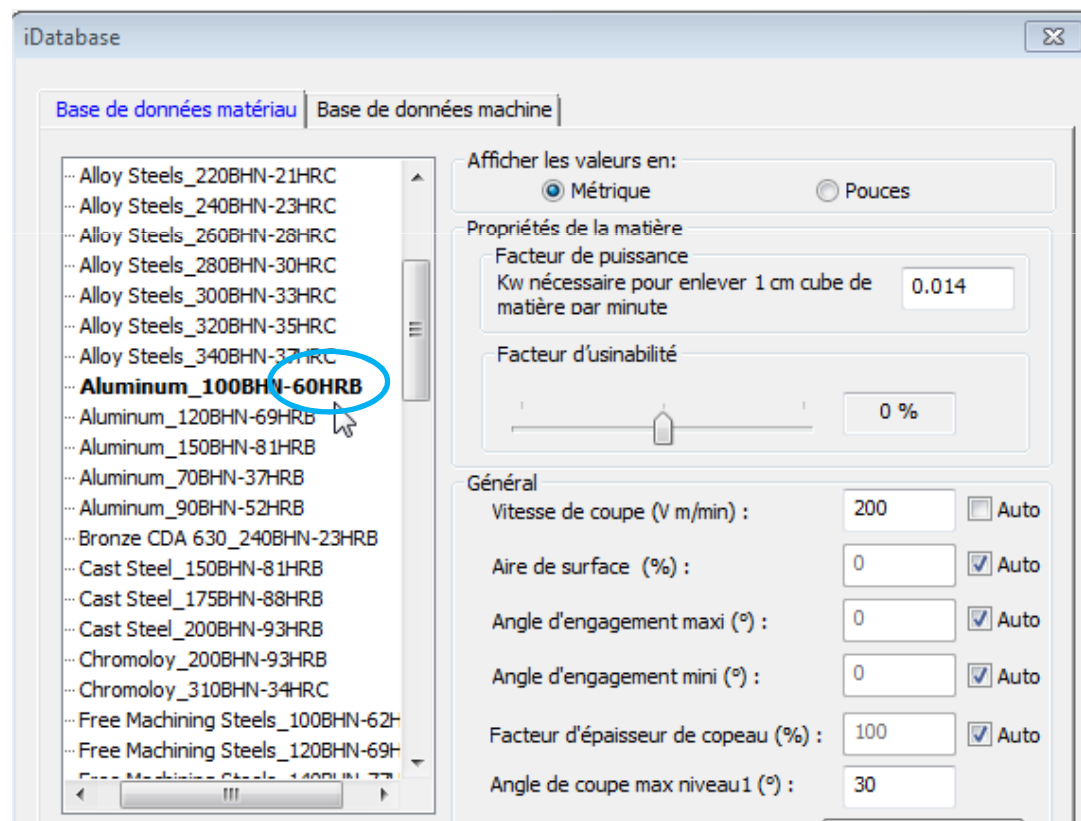 iDatabase
Base de données matériau
Base de données machine
Alloy Steels_220BHN-21HRC
Alloy Steels_240BHN-23HRC
Alloy Steels_260BHN-28HRC
Alloy Steels_280BHN-30HRC
Alloy Steels_300BHN-33HRC
Alloy Steels_320BHN-35HRC
Alloy Steels_340BHN-37HRC
Aluminum_100BHN-60HRB
Aluminum_120BHN-69HRB
Aluminum_150BHN-81HRB
Aluminum_70BHN-37HRB
Aluminum_90BHN-52HRB
Bronze CDA 630_240BHN-23HRB
Cast Steel_150BHN-81HRB
Cast Steel_175BHN-88HRB
Cast Steel_200BHN-93HRB
Chromoloy_200BHN-93HRB
Chromoloy_310BHN-34HRC
Free Machining Steels_100BHN-62H
Free Machining Steels_120BHN-69H
Free Machining Steels_140BHN-77H
Afficher les valeurs en:
Métrique
Pouces
Propriétés de la matière
Facteur de puissance
Kw nécessaire pour enlever 1 cm cube de
matière par minute
0.014
Facteur d’usinabilité
0 %
Général
Vitesse de coupe (V m/min) : 200 Auto
Aire de surface (%) : 0 Auto
Angle d'engagement maxi (°) : 0 Auto
Angle d'engagement mini (°) : 0 Auto
Facteur d'épaisseur de copeau (%) : 100 Auto
Angle de coupe max niveau1 (°) : 30